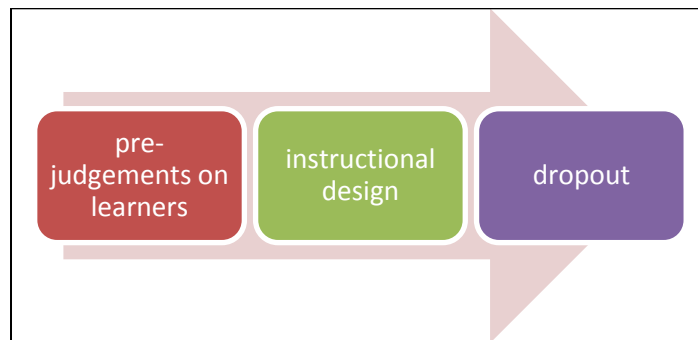 pre-
judgements on
learners
instructional
design
dropout